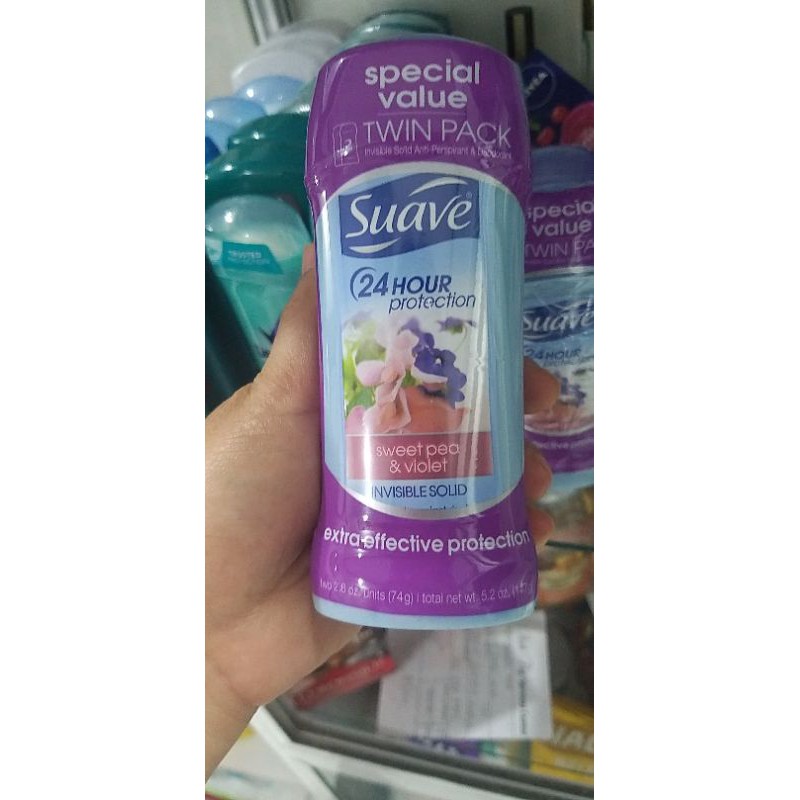 special
value
TWIN PACK
Invisible Solid Anti-Perspirant &
Suave®
24 HOUR
protection
sweet pea
& violet
INVISIBLE SOLID
extra-effective protection
two 2.6 oz. units (74g) | total net wt. 5.2 oz.
TRUSTED
NIVEA
special
value
TWIN PA
Suave
24 HOUR